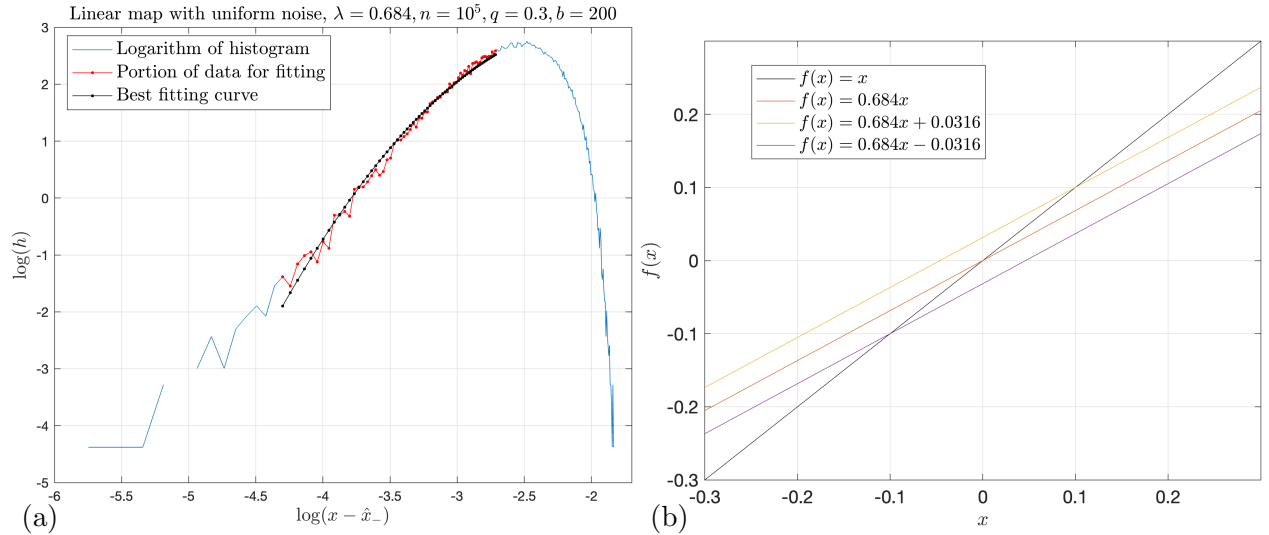 Linear map with uniform noise, λ = 0.684, n = 10⁵, q = 0.3, b = 200
Logarithm of histogram
Portion of data for fitting
Best fitting curve
3
2
1
0
-1
-2
-3
-4
-5
log(h)
-6
-5.5
-5
-4.5
-4
-3.5
-3
-2.5
-2
log(x − x̂₋)
(a)
f(x) = x
f(x) = 0.684x
f(x) = 0.684x + 0.0316
f(x) = 0.684x − 0.0316
0.2
0.1
0
-0.1
-0.2
-0.3
f(x)
-0.3
-0.2
-0.1
0
0.1
0.2
x
(b)